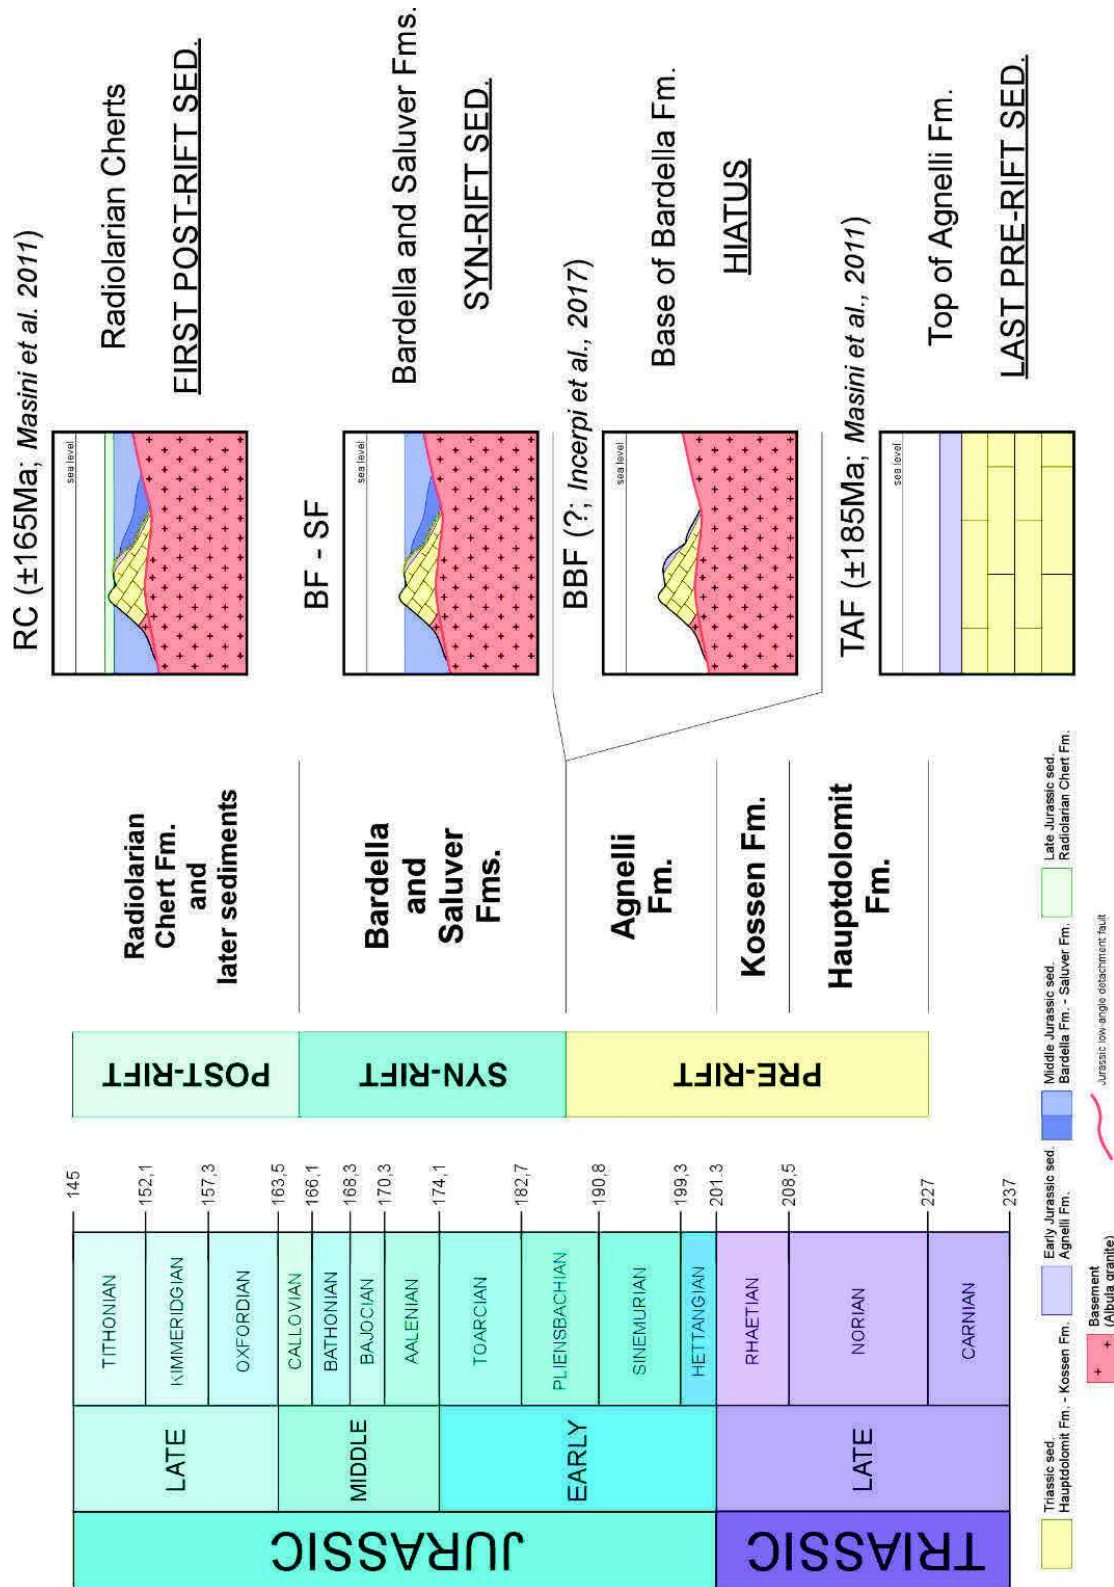 JURASSIC
TRIASSIC
LATE
MIDDLE
EARLY
LATE
TITHONIAN
KIMMERIDGIAN
OXFORDIAN
CALLOVIAN
BATHONIAN
BAJOCIAN
AALENIAN
TOARCIAN
PLIENSBACHIAN
SINEMURIAN
HETTANGIAN
RHAETIAN
NORIAN
CARNIAN
145
152,1
157,3
163,5
166,1
168,3
170,3
174,1
182,7
190,8
199,3
201.3
208,5
227
237
POST-RIFT
SYN-RIFT
PRE-RIFT
Radiolarian
Chert Fm.
and
later sediments
Bardella
and
Saluver
Fms.
Agnelli
Fm.
Kossen Fm.
Hauptdolomit
Fm.
RC (±165Ma; Masini et al. 2011)
sea level
Radiolarian Cherts
FIRST POST-RIFT SED.
BF - SF
sea level
Bardella and Saluver Fms.
SYN-RIFT SED.
BBF (?; Incerpi et al., 2017)
sea level
Base of Bardella Fm.
HIATUS
TAF (±185Ma; Masini et al., 2011)
sea level
Top of Agnelli Fm.
LAST PRE-RIFT SED.
Triassic sed.
Hauptdolomit Fm. - Kossen Fm.
Early Jurassic sed.
Agnelli Fm.
Middle Jurassic sed.
Bardella Fm. - Saluver Fm.
Late Jurassic sed.
Radiolarian Chert Fm.
Basement
(Albula granite)
Jurassic low-angle detachment fault